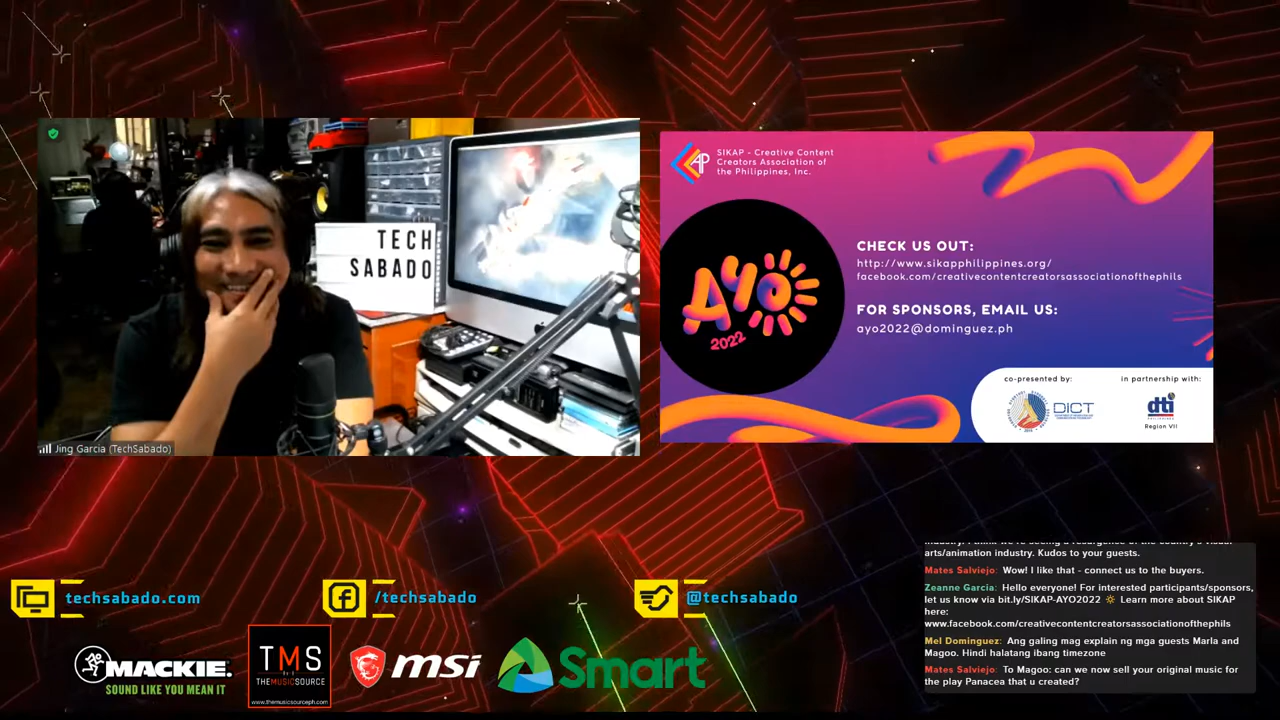 TECH
SABADO
Jing Garcia (TechSabado)
AP
SIKAP - Creative Content
Creators Association of
the Philippines, Inc.
AYO
2022
CHECK US OUT:
http://www.sikapphilippines.org/
facebook.com/creativecontentcreatorsassociationofthephils
FOR SPONSORS, EMAIL US:
ayo2022@dominguez.ph
co-presented by:
in partnership with:
DICT
dti
PHILIPPINES
Region VII
arts/animation industry. Kudos to your guests.
Mates Salviejo: Wow! I like that - connect us to the buyers.
Zeanne Garcia: Hello everyone! For interested participants/sponsors,
let us know via bit.ly/SIKAP-AYO2022 🔆 Learn more about SIKAP
here:
www.facebook.com/creativecontentcreatorsassociationofthephils
Mel Dominguez: Ang galing mag explain ng mga guests Marla and
Magoo. Hindi halatang ibang timezone
Mates Salviejo: To Magoo: can we now sell your original music for
the play Panacea that u created?
techsabado.com
/techsabado
@techsabado
MACKIE.
SOUND LIKE YOU MEAN IT
TMS
THEMUSICSOURCE
www.themusicsourceph.com
msi
Smart